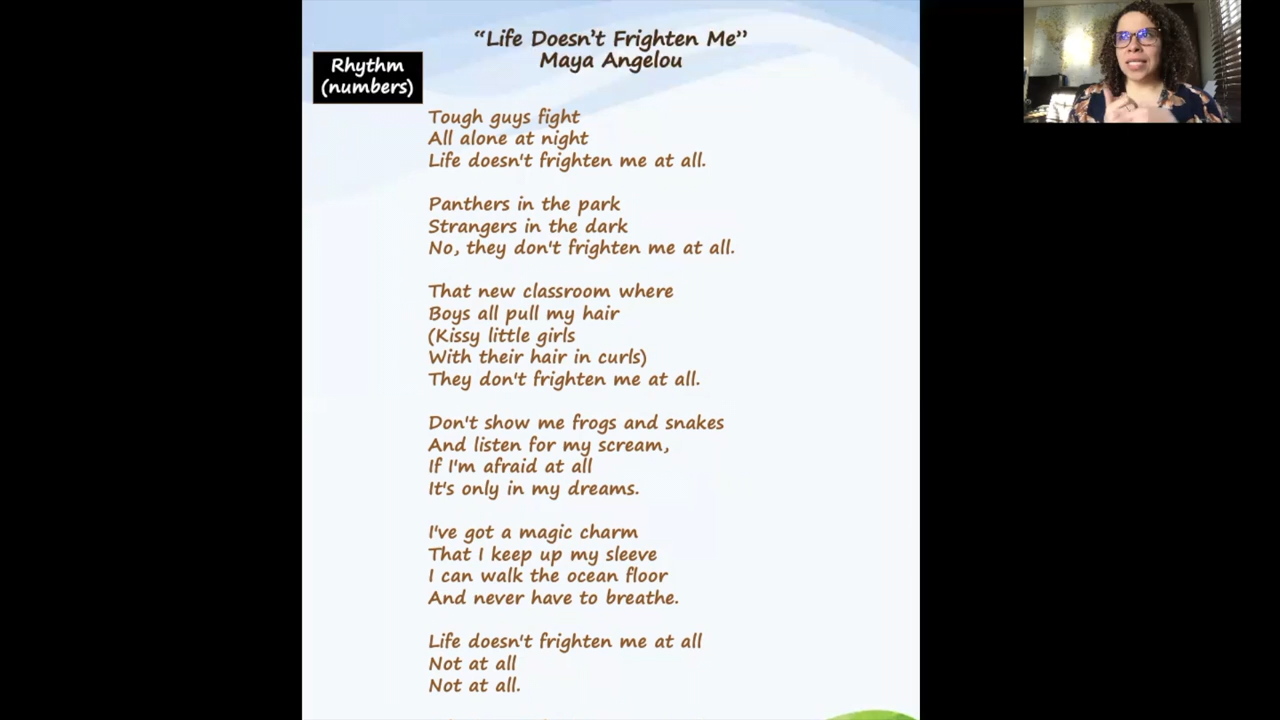 “Life Doesn’t Frighten Me”
Maya Angelou
Rhythm
(numbers)
Tough guys fight
All alone at night
Life doesn't frighten me at all.
Panthers in the park
Strangers in the dark
No, they don't frighten me at all.
That new classroom where
Boys all pull my hair
(Kissy little girls
With their hair in curls)
They don't frighten me at all.
Don't show me frogs and snakes
And listen for my scream,
If I'm afraid at all
It's only in my dreams.
I've got a magic charm
That I keep up my sleeve
I can walk the ocean floor
And never have to breathe.
Life doesn't frighten me at all
Not at all
Not at all.